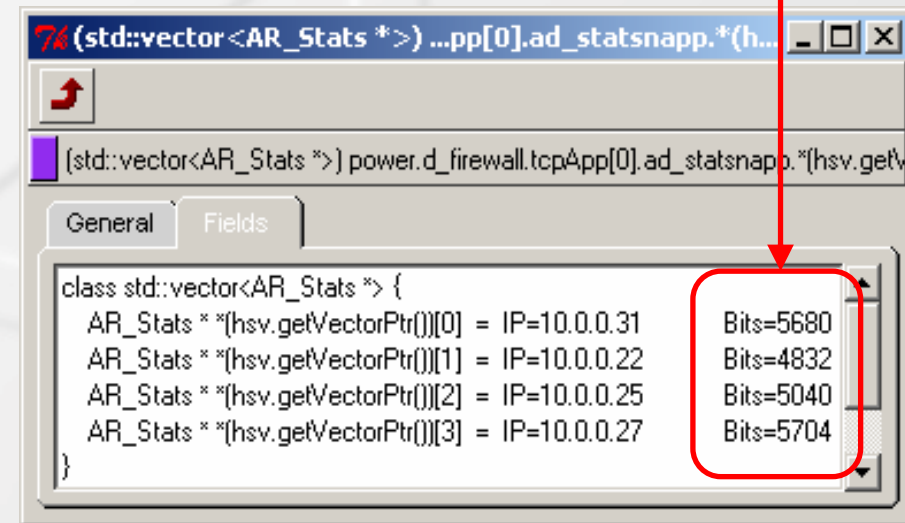 (std::vector<AR_Stats *>) ...pp[0].ad_statsnapp.*(h...
(std::vector<AR_Stats *>) power.d_firewall.tcpApp[0].ad_statsnapp.*(hsv.getV
General Fields
class std::vector<AR_Stats *> {
AR_Stats * *(hsv.getVectorPtr())[0] = IP=10.0.0.31 Bits=5680
AR_Stats * *(hsv.getVectorPtr())[1] = IP=10.0.0.22 Bits=4832
AR_Stats * *(hsv.getVectorPtr())[2] = IP=10.0.0.25 Bits=5040
AR_Stats * *(hsv.getVectorPtr())[3] = IP=10.0.0.27 Bits=5704
}